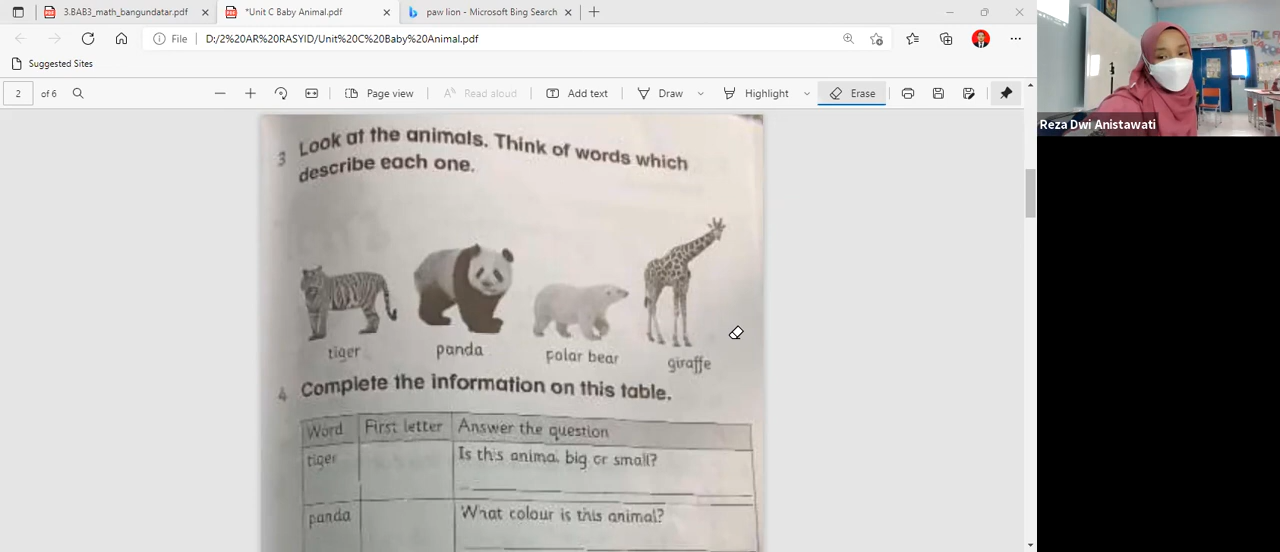 3.BAB3_math_bangundatar.pdf
*Unit C Baby Animal.pdf
paw lion - Microsoft Bing Search
File
D:/2%20AR%20RASYID/Unit%20C%20Baby%20Animal.pdf
Suggested Sites
2 of 6
Page view
Read aloud
Add text
Draw
Highlight
Erase
Reza Dwi Anistawati
3 Look at the animals. Think of words which
describe each one.
tiger
panda
polar bear
giraffe
4 Complete the information on this table.
Word First letter Answer the question
tiger Is this animal big or small?
panda What colour is this animal?